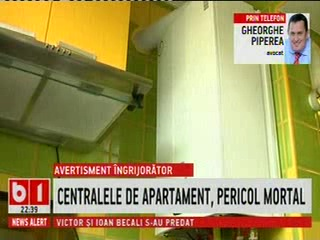 PRIN TELEFON
GHEORGHE
PIPEREA
avocat
AVERTISMENT ÎNGRIJORĂTOR
CENTRALELE DE APARTAMENT, PERICOL MORTAL
b1
22:39
NEWS ALERT
VICTOR ŞI IOAN BECALI S-AU PREDAT